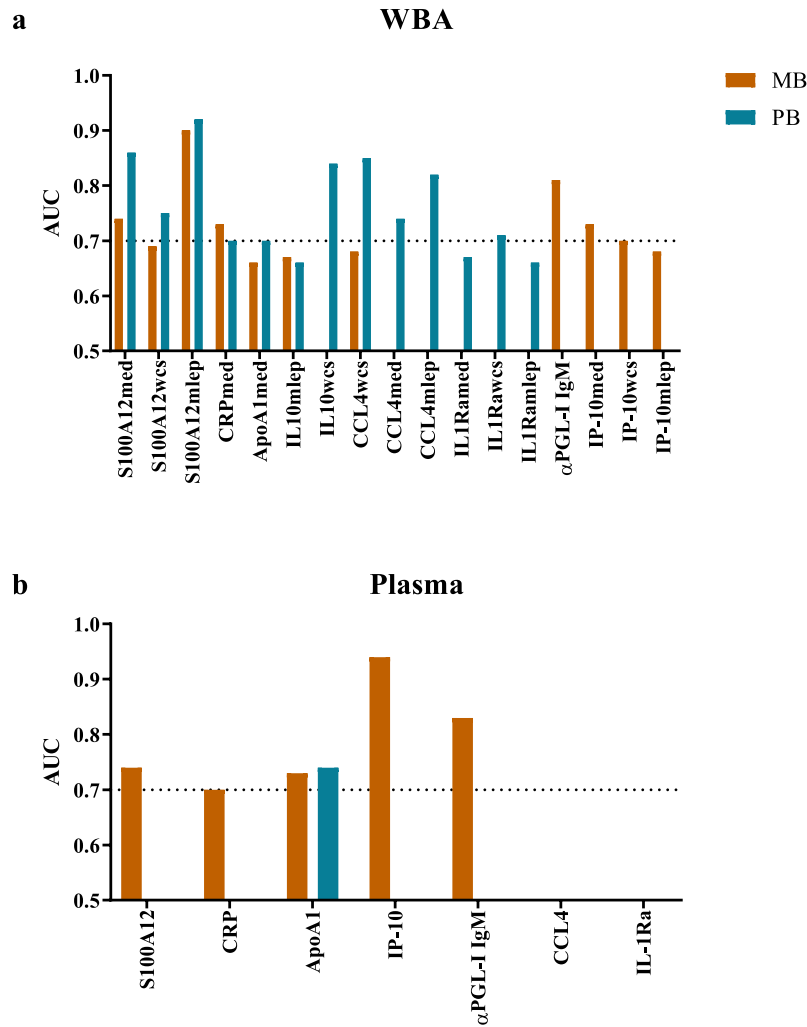 a
WBA
MB
PB
AUC
1.0
0.9
0.8
0.7
0.6
0.5
S100A12med
S100A12wcs
S100A12mlep
CRPmed
ApoA1med
IL10mlep
IL10wcs
CCL4wcs
CCL4med
CCL4mlep
IL1Ramed
IL1Rawcs
IL1Ramlep
αPGL-I IgM
IP-10med
IP-10wcs
IP-10mlep
b
Plasma
AUC
1.0
0.9
0.8
0.7
0.6
0.5
S100A12
CRP
ApoA1
IP-10
αPGL-I IgM
CCL4
IL-1Ra